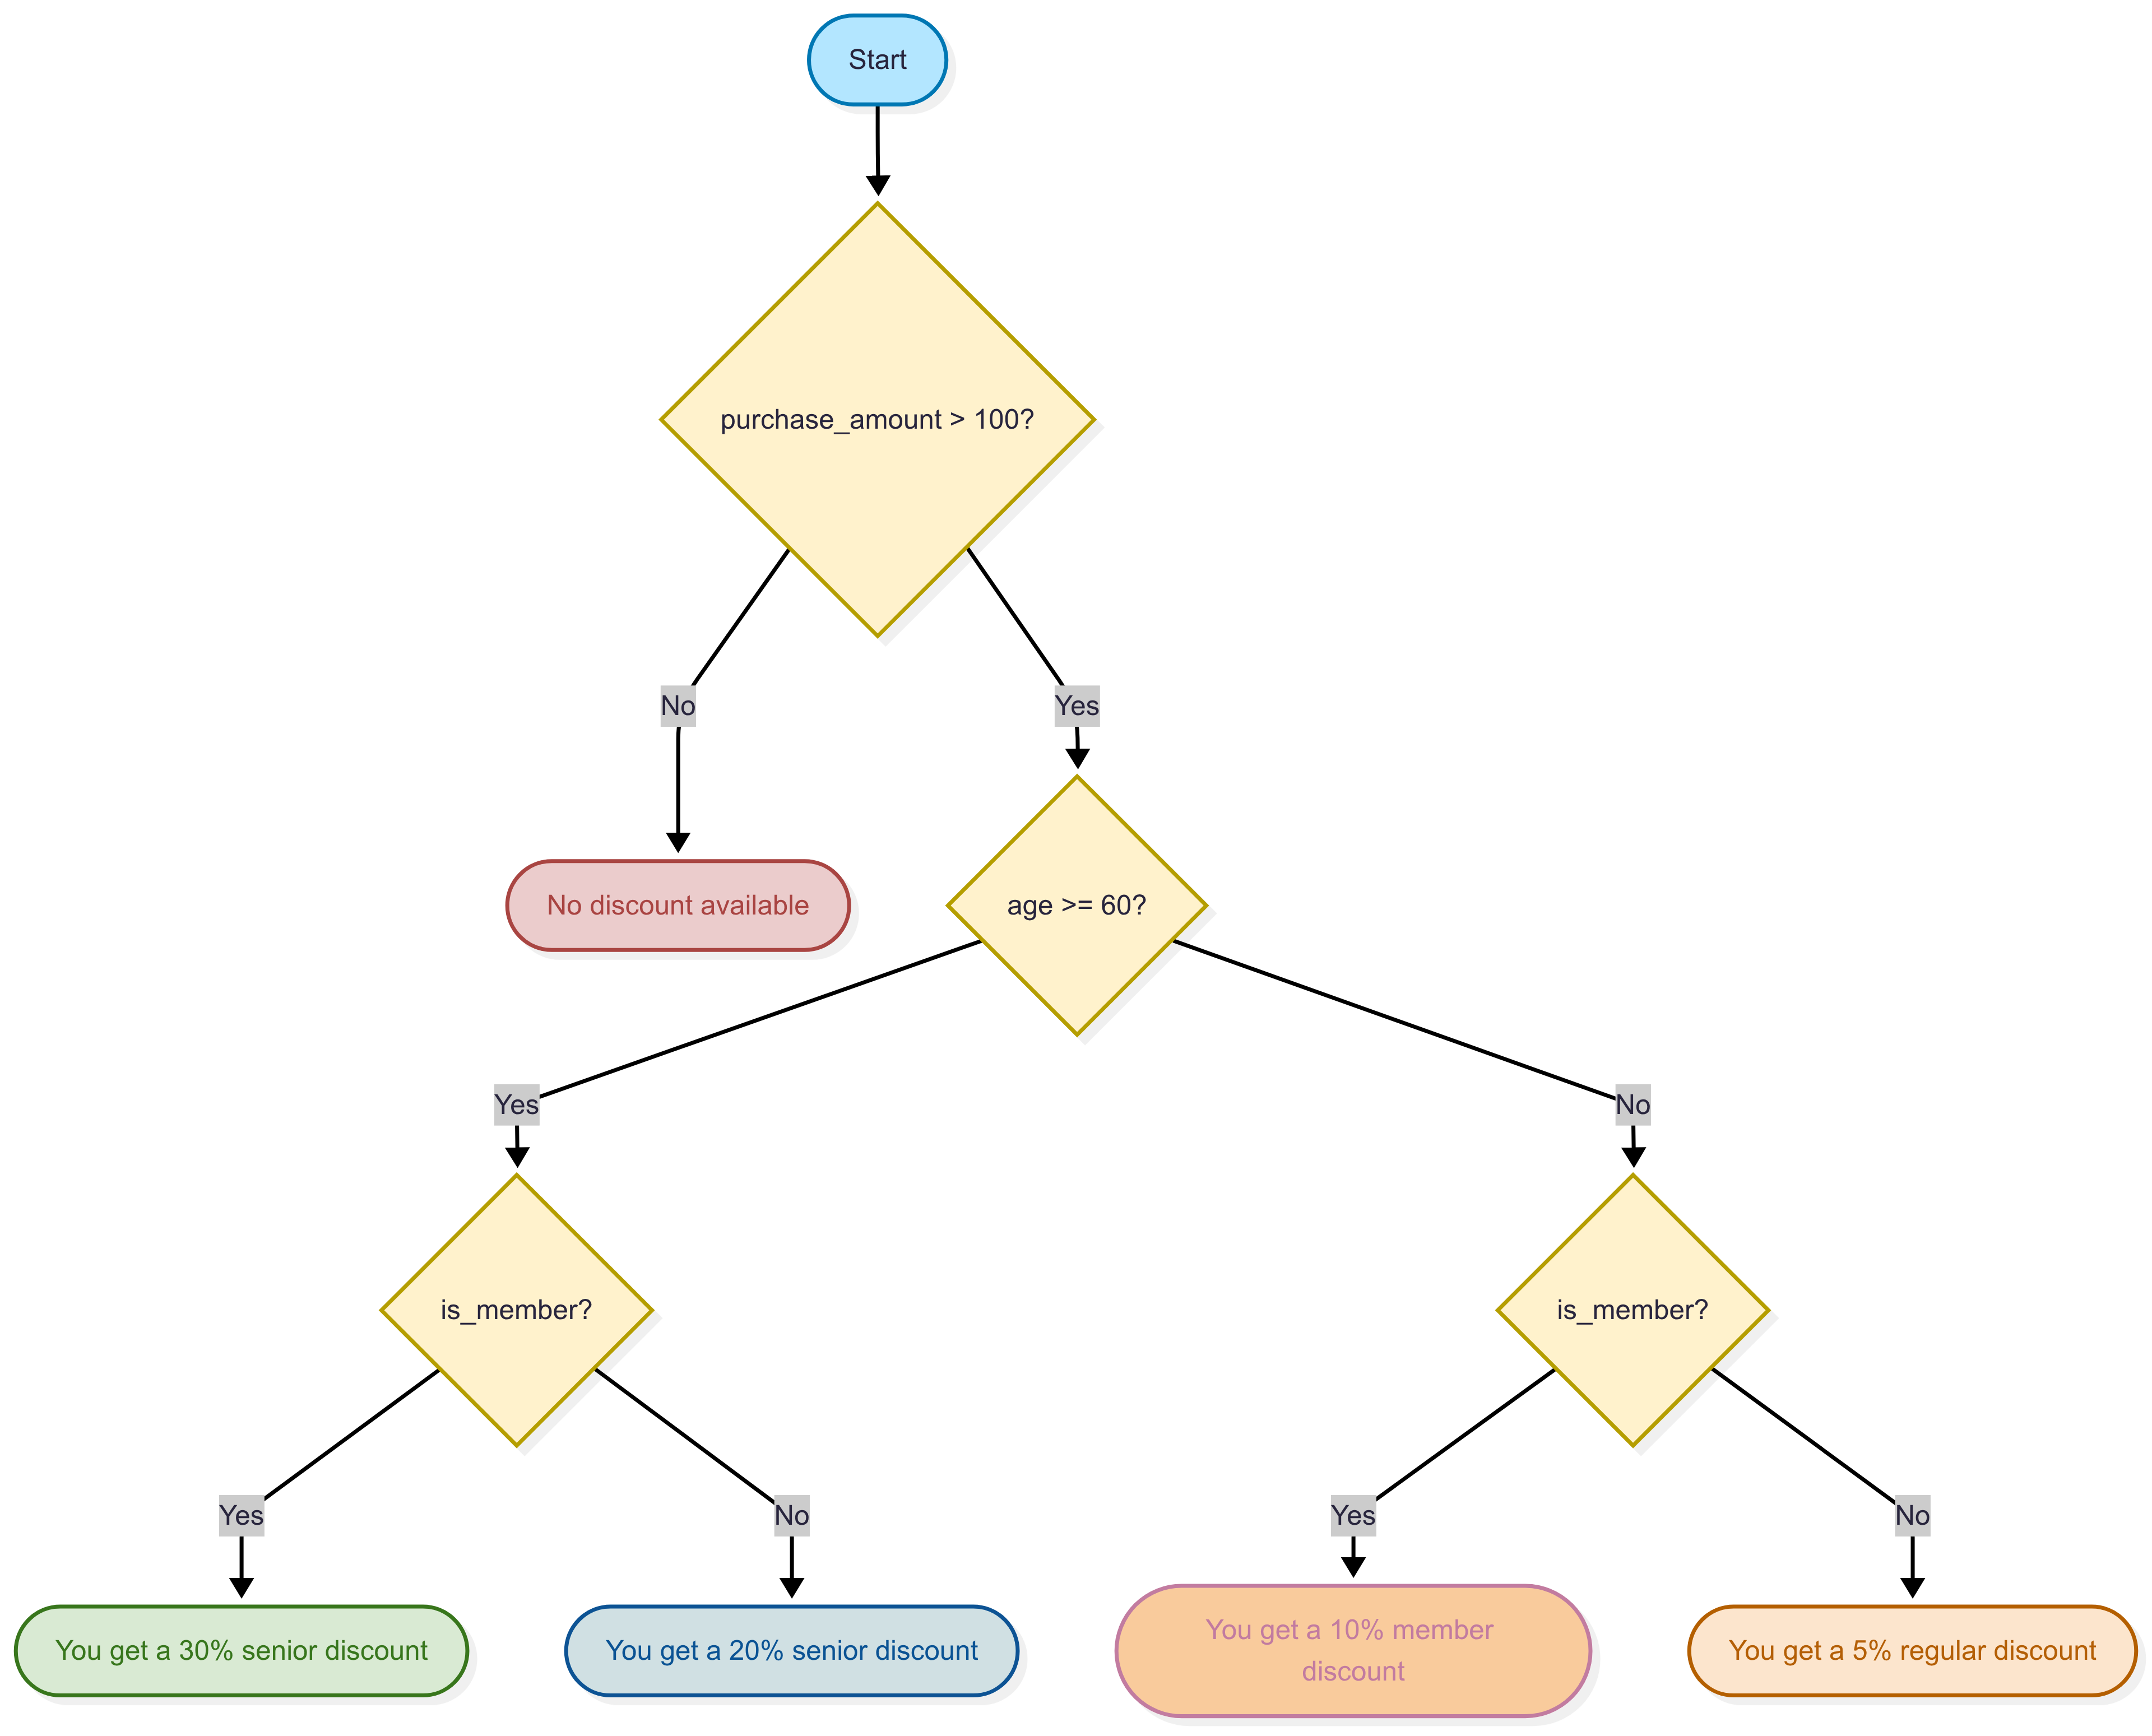 Start
purchase_amount > 100?
No
Yes
No discount available
age >= 60?
Yes
No
is_member?
is_member?
Yes
No
Yes
No
You get a 30% senior discount
You get a 20% senior discount
You get a 10% member
discount
You get a 5% regular discount